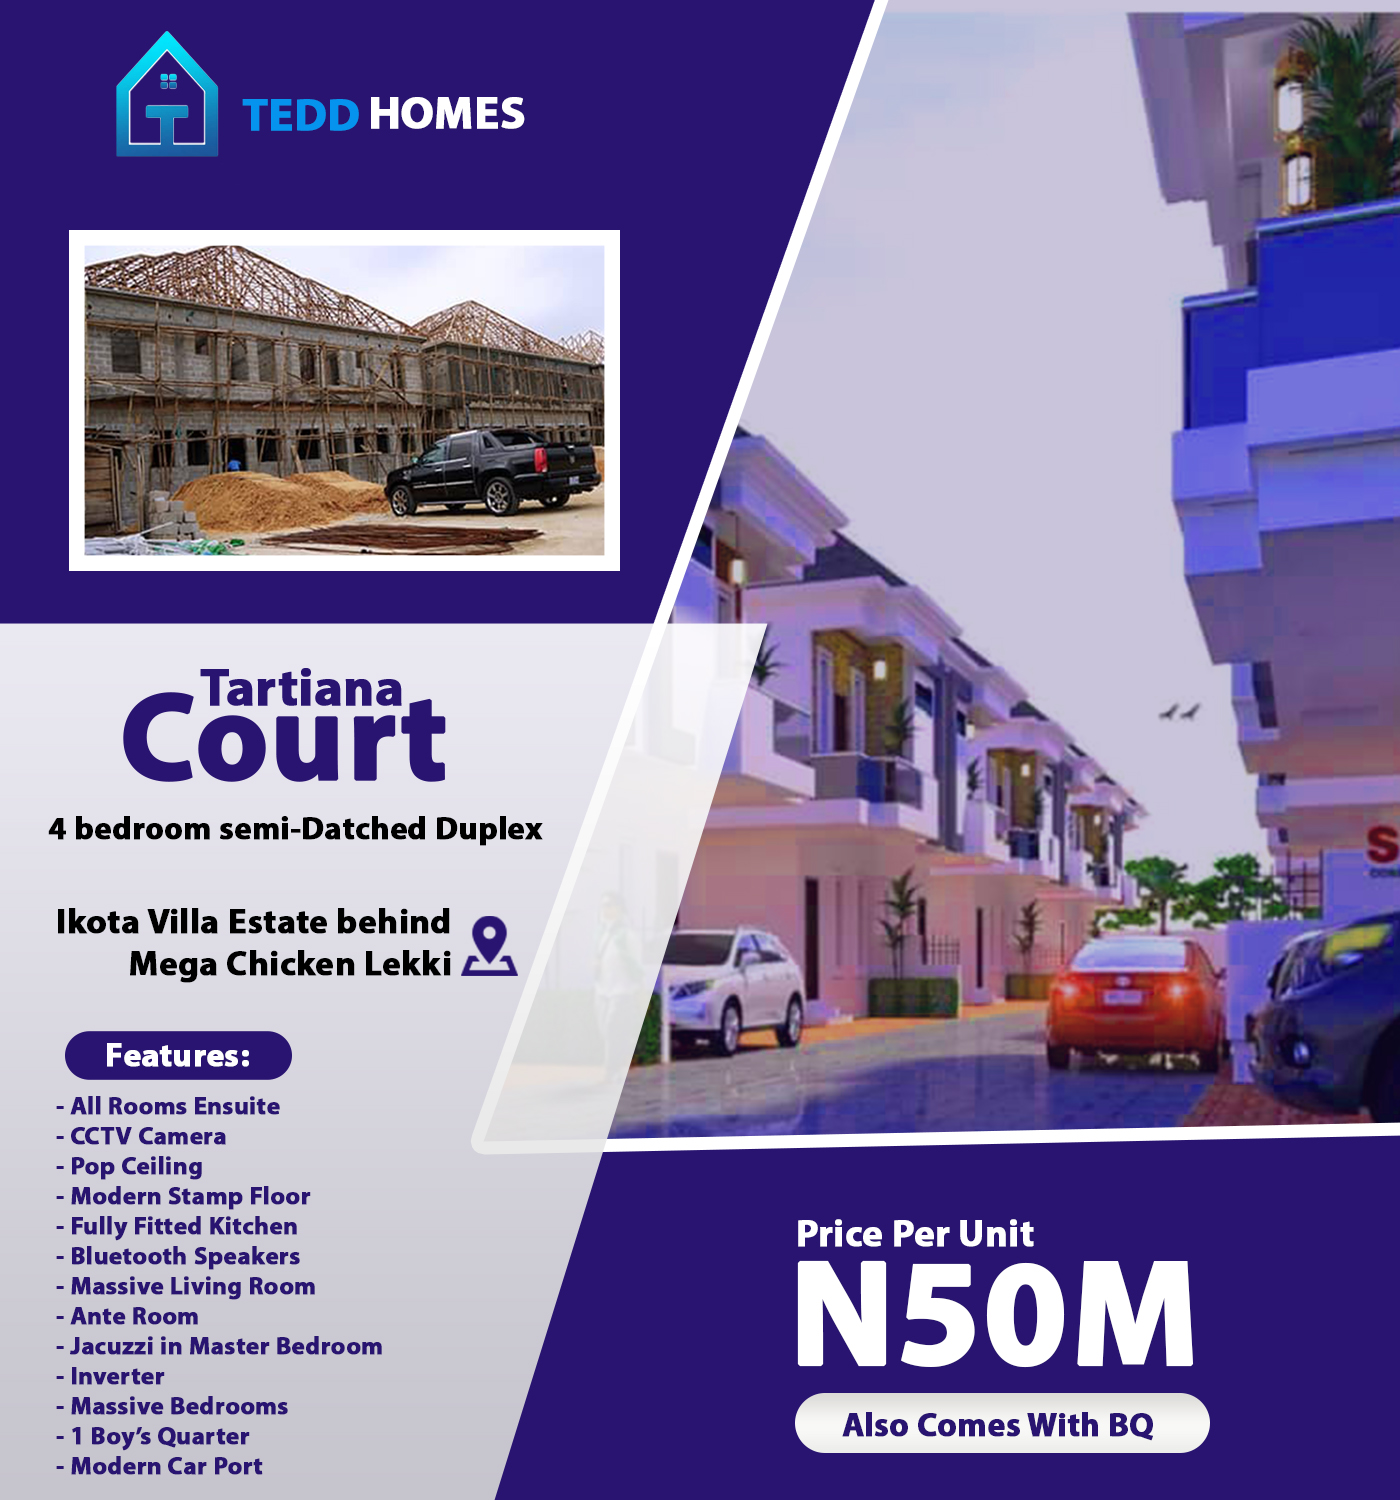 TEDD HOMES
Tartiana
Court
4 bedroom semi-Datched Duplex
Ikota Villa Estate behind
Mega Chicken Lekki
Features:
- All Rooms Ensuite
- CCTV Camera
- Pop Ceiling
- Modern Stamp Floor
- Fully Fitted Kitchen
- Bluetooth Speakers
- Massive Living Room
- Ante Room
- Jacuzzi in Master Bedroom
- Inverter
- Massive Bedrooms
- 1 Boy's Quarter
- Modern Car Port
Price Per Unit
N50M
Also Comes With BQ